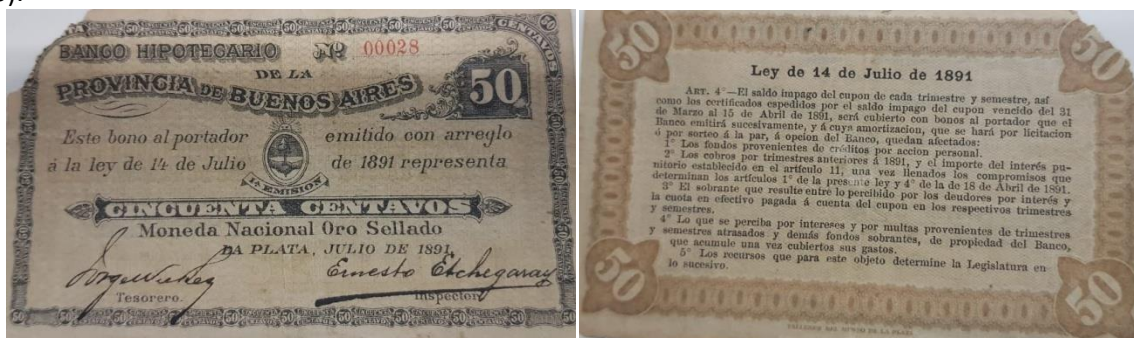 BANCO HIPOTECARIO Nº 00028
DE LA
PROVINCIA DE BUENOS AIRES
50
CENTAVOS
Este bono al portador emitido con arreglo
á la ley de 14 de Julio de 1891 representa
1ª EMISION
CINCUENTA CENTAVOS
Moneda Nacional Oro Sellado
LA PLATA, JULIO DE 1891,
Ernesto Etchegaray
Tesorero. Inspector
50
50
Ley de 14 de Julio de 1891
ART. 4º—El saldo impago del cupon de cada trimestre y semestre, así
como los certificados espedidos por el saldo impago del cupon vencido del 31
de Marzo al 15 de Abril de 1891, será cubierto con bonos al portador que el
Banco emitirá sucesivamente, y á cuya amortizacion, que se hará por licitacion
ó por sorteo á la par, á opcion del Banco, quedan afectados:
1º Los fondos provenientes de créditos por accion personal.
2º Los cobros por trimestres anteriores á 1891, y el importe del interés pu-
nitorio establecido en el artículo 11, una vez llenados los compromisos que
determinan los artículos 1º de la presente ley y 4º de la de 18 de Abril de 1891.
3º El sobrante que resulte entre lo percibido por los deudores por interés y
la cuota en efectivo pagada á cuenta del cupon en los respectivos trimestres
y semestres.
4º Lo que se perciba por intereses y por multas provenientes de trimestres
y semestres atrasados y demás fondos sobrantes, de propiedad del Banco,
que acumule una vez cubiertos sus gastos.
5º Los recursos que para este objeto determine la Legislatura en
lo sucesivo.
50
50
TALLERES DEL MUSEO DE LA PLATA